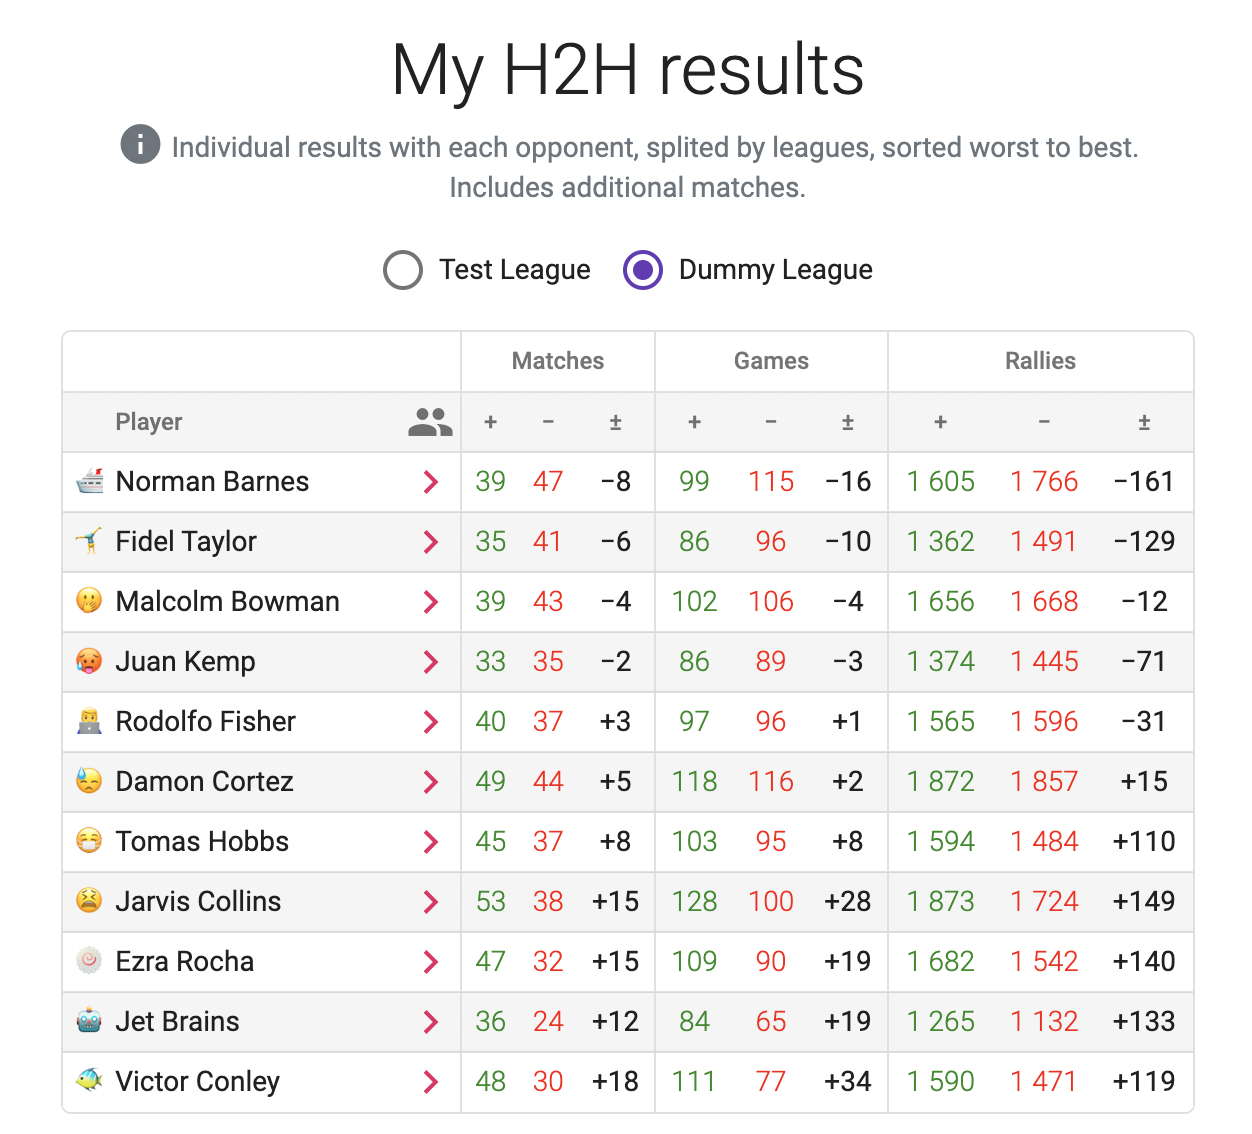 My H2H results
Individual results with each opponent, splited by leagues, sorted worst to best.
Includes additional matches.
Test League Dummy League
Matches Games Rallies
Player + − ± + − ± + − ±
Norman Barnes 39 47 −8 99 115 −16 1 605 1 766 −161
Fidel Taylor 35 41 −6 86 96 −10 1 362 1 491 −129
Malcolm Bowman 39 43 −4 102 106 −4 1 656 1 668 −12
Juan Kemp 33 35 −2 86 89 −3 1 374 1 445 −71
Rodolfo Fisher 40 37 +3 97 96 +1 1 565 1 596 −31
Damon Cortez 49 44 +5 118 116 +2 1 872 1 857 +15
Tomas Hobbs 45 37 +8 103 95 +8 1 594 1 484 +110
Jarvis Collins 53 38 +15 128 100 +28 1 873 1 724 +149
Ezra Rocha 47 32 +15 109 90 +19 1 682 1 542 +140
Jet Brains 36 24 +12 84 65 +19 1 265 1 132 +133
Victor Conley 48 30 +18 111 77 +34 1 590 1 471 +119